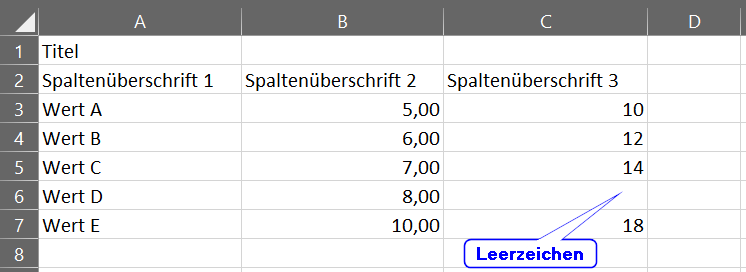 A B C D
1 Titel
2 Spaltenüberschrift 1 Spaltenüberschrift 2 Spaltenüberschrift 3
3 Wert A 5,00 10
4 Wert B 6,00 12
5 Wert C 7,00 14
6 Wert D 8,00
7 Wert E 10,00 18
8 Leerzeichen